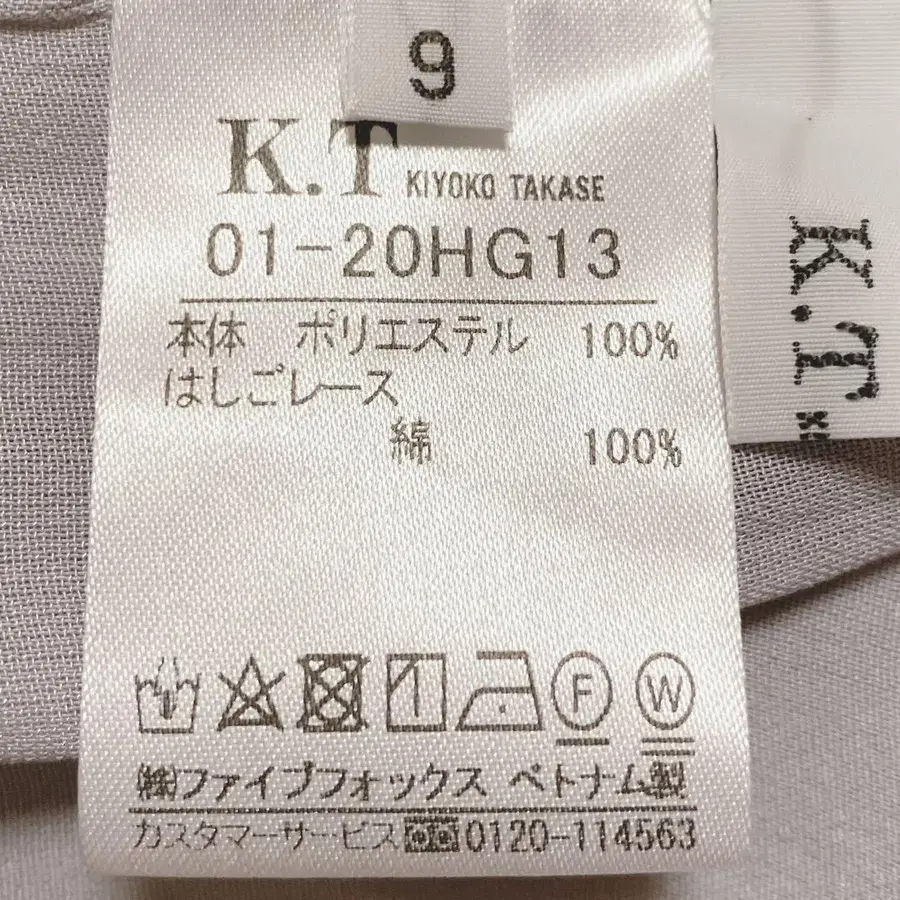 9
K.T KIYOKO TAKASE
01-20HG13
本体 ポリエステル 100%
はしごレース
綿 100%
F
W
(株)ファイブフォックス ベトナム製
カスタマーサービス 0120-114563
K.T